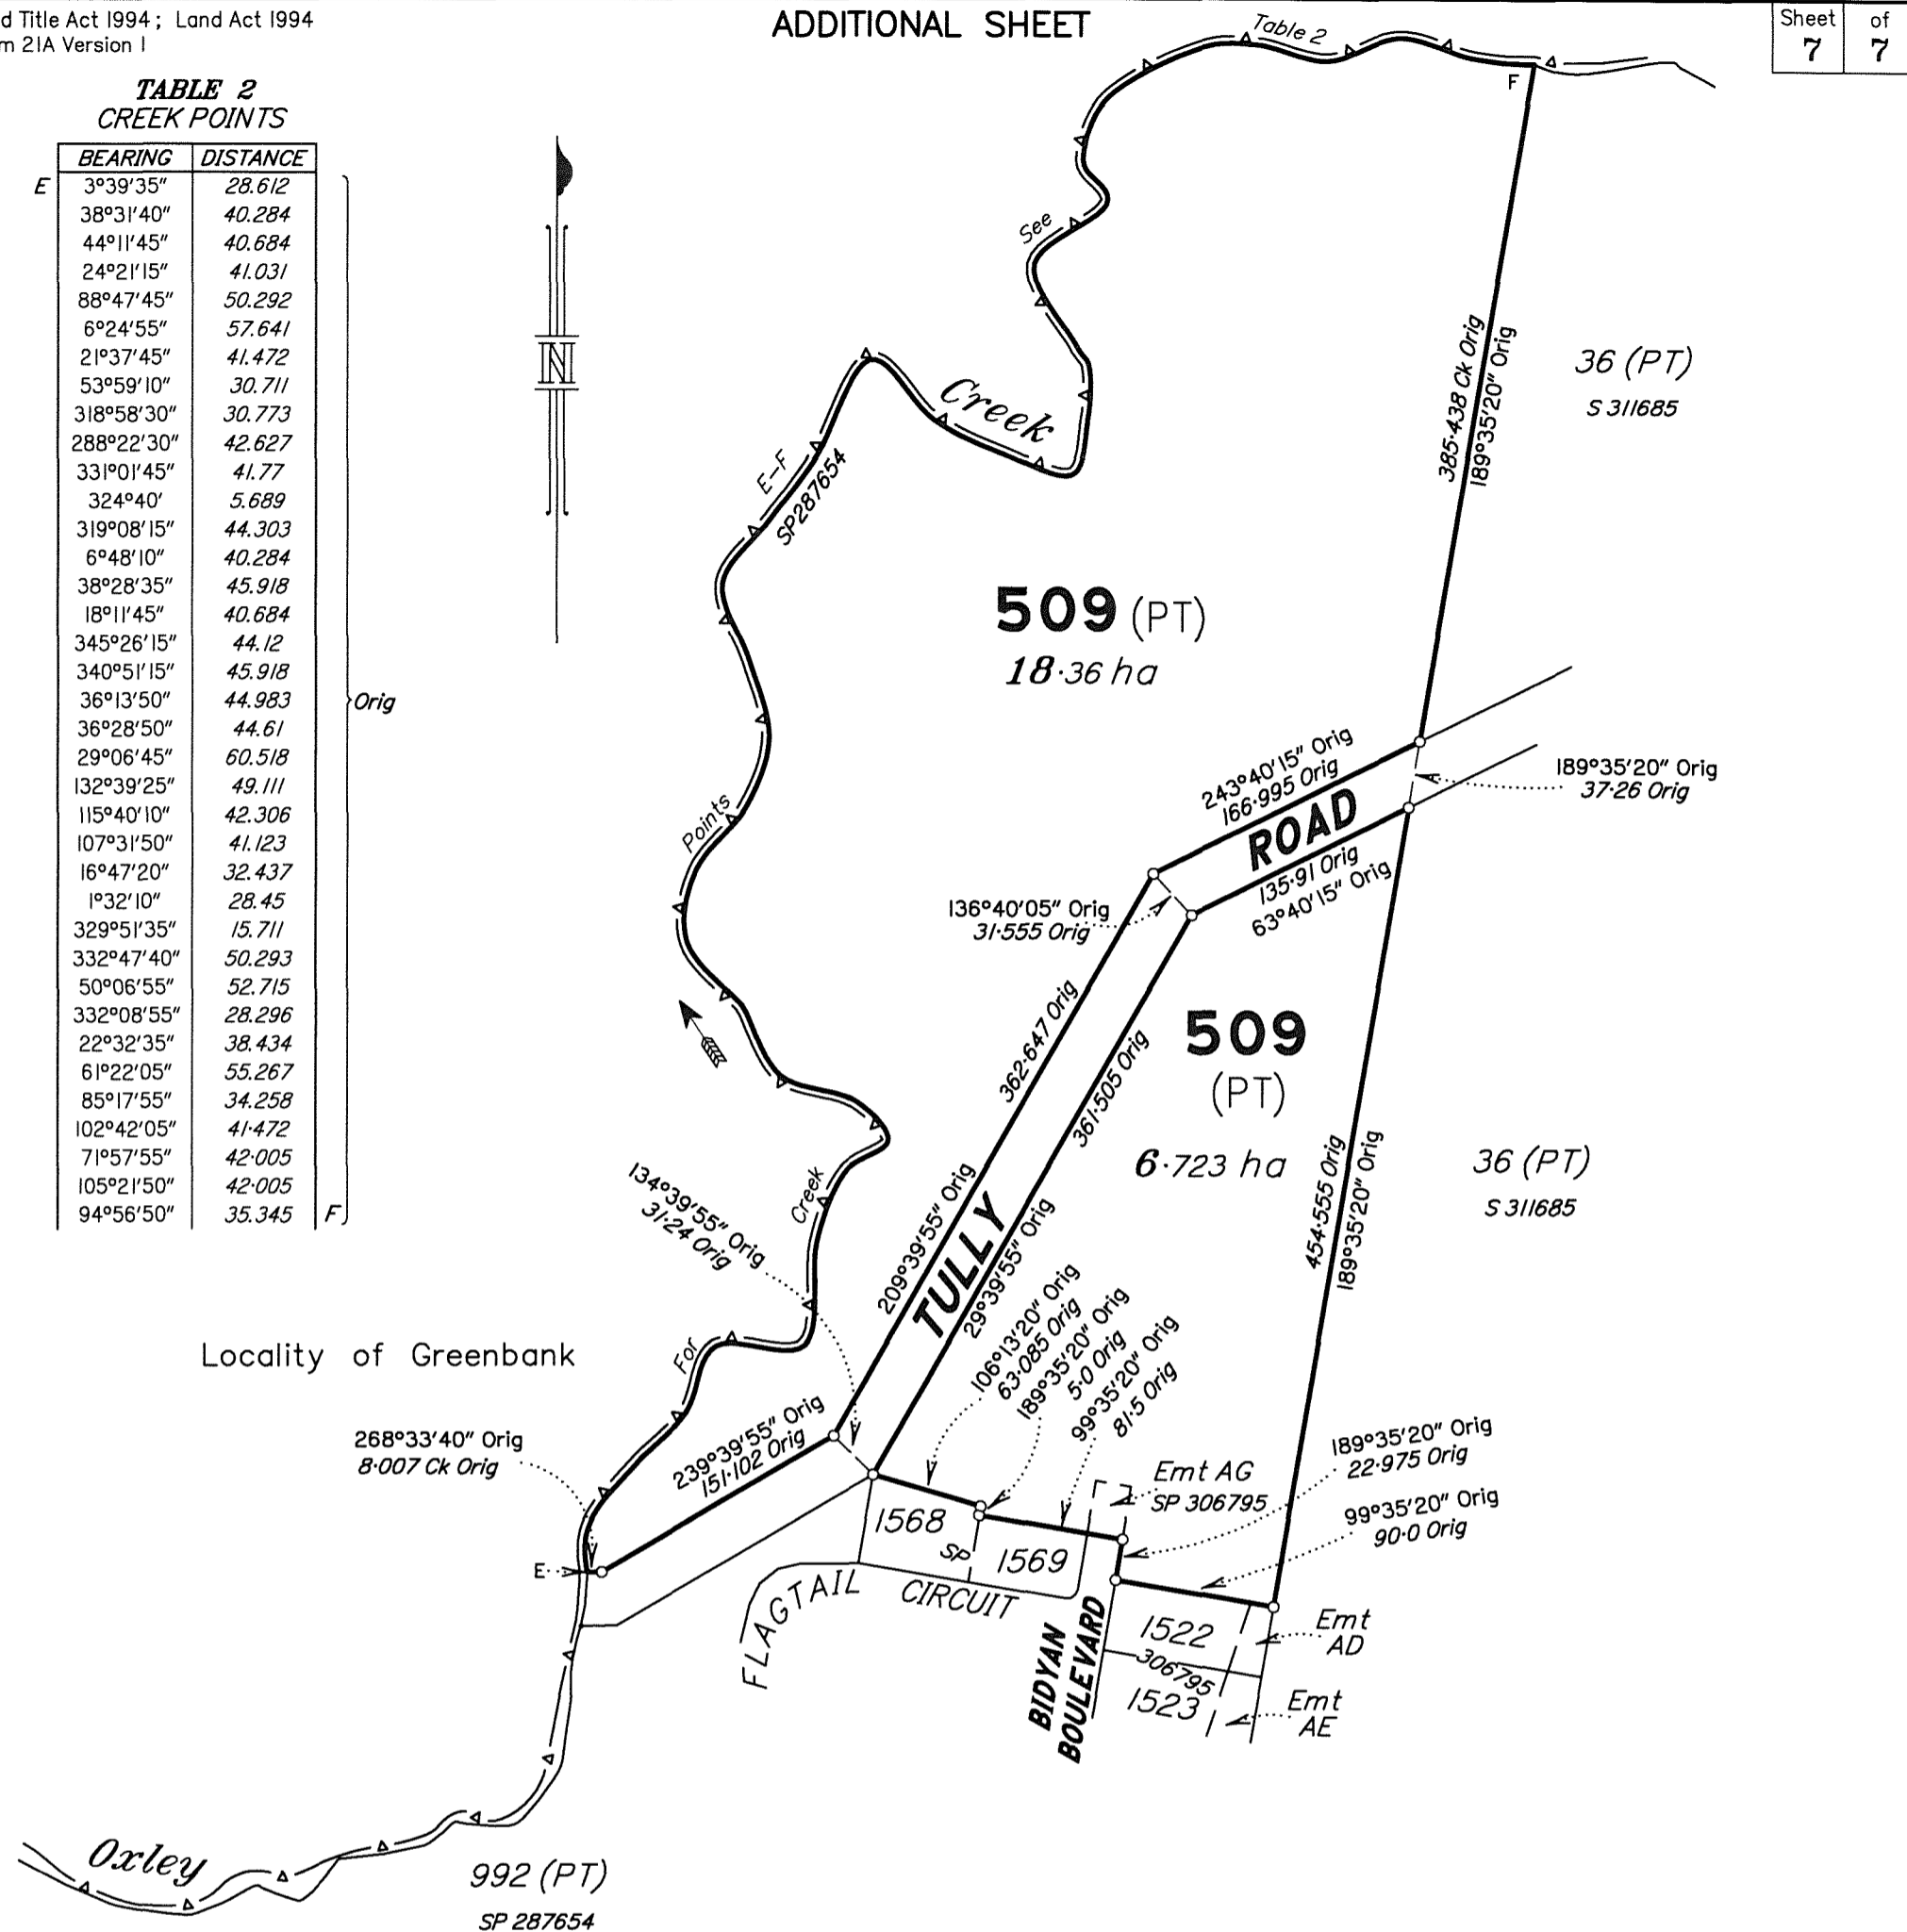 d Title Act 1994; Land Act 1994
m 21A Version 1
ADDITIONAL SHEET
Sheet of
7 7
TABLE 2
CREEK POINTS
BEARING DISTANCE
E 3°39'35" 28.612
38°31'40" 40.284
44°11'45" 40.684
24°21'15" 41.031
88°47'45" 50.292
6°24'55" 57.641
21°37'45" 41.472
53°59'10" 30.711
318°58'30" 30.773
288°22'30" 42.627
331°01'45" 41.77
324°40' 5.689
319°08'15" 44.303
6°48'10" 40.284
38°28'35" 45.918
18°11'45" 40.684
345°26'15" 44.12
340°51'15" 45.918
36°13'50" 44.983
Orig
36°28'50" 44.61
29°06'45" 60.518
132°39'25" 49.111
115°40'10" 42.306
107°31'50" 41.123
16°47'20" 32.437
1°32'10" 28.45
329°51'35" 15.711
332°47'40" 50.293
50°06'55" 52.715
332°08'55" 28.296
22°32'35" 38.434
61°22'05" 55.267
85°17'55" 34.258
102°42'05" 41.472
71°57'55" 42.005
105°21'50" 42.005
94°56'50" 35.345 F
N
Table 2
F
See
Creek
E-F
SP287654
385.438 Ck Orig
189°35'20" Orig
36 (PT)
S 311685
509 (PT)
18.36 ha
243°40'15" Orig
166.995 Orig
ROAD
135.91 Orig
63°40'15" Orig
189°35'20" Orig
37.26 Orig
Points
136°40'05" Orig
31.555 Orig
362.647 Orig
361.505 Orig
509
(PT)
6.723 ha
36 (PT)
S 311685
454.555 Orig
189°35'20" Orig
134°39'55" Orig
31.24 Orig
Creek
209°39'55" Orig
TULLY
29°39'55" Orig
106°13'20" Orig
63.085 Orig
189°35'20" Orig
5.0 Orig
99°35'20" Orig
81.5 Orig
Locality of Greenbank
For
268°33'40" Orig
8.007 Ck Orig
239°39'55" Orig
151.102 Orig
E
Emt AG
SP 306795
189°35'20" Orig
22.975 Orig
99°35'20" Orig
90.0 Orig
1568
SP
1569
FLAGTAIL
CIRCUIT
BIDYAN
BOULEVARD
1522
306795
1523
Emt
AD
Emt
AE
Oxley
992 (PT)
SP 287654